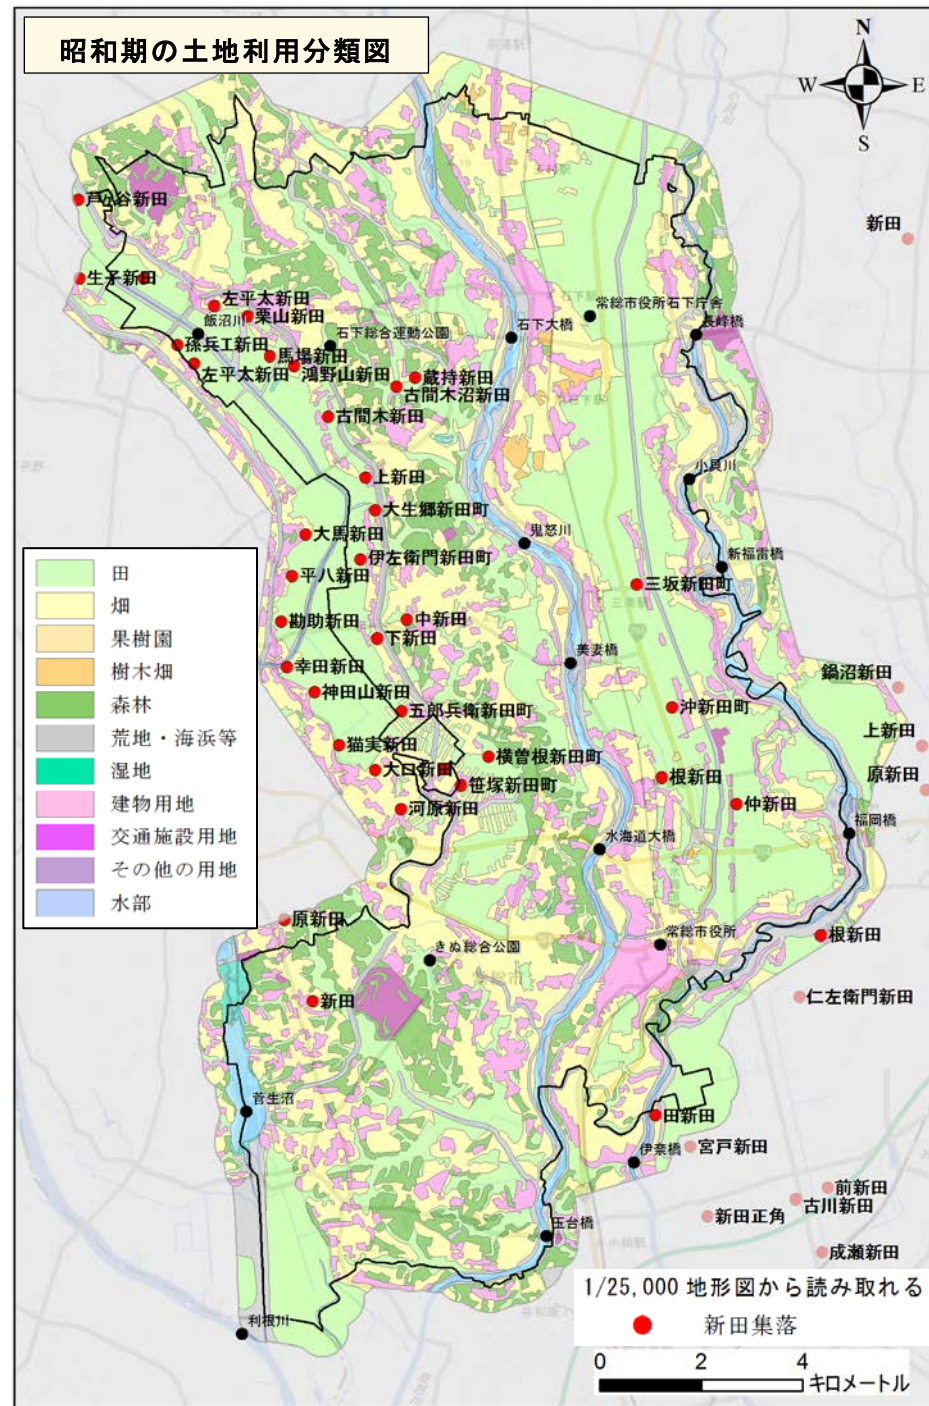 昭和期の土地利用分類図
N
W
E
S
芦ケ谷新田
新田
生子新田
左平太新田
栗山新田
飯沼川
石下総合運動公園
石下大橋
常総市役所石下庁舎
長峰橋
孫兵工新田
馬場新田
左平太新田
鴻野山新田
蔵持新田
古間木沼新田
古間木新田
上新田
小貝川
大生郷新田町
大馬新田
鬼怒川
伊左衛門新田町
新福雷橋
平八新田
三坂新田町
勘助新田
中新田
下新田
美妻橋
幸田新田
神田山新田
鍋沼新田
五郎兵衛新田町
沖新田町
猫実新田
上新田
大口新田
横曽根新田町
根新田
原新田
笹塚新田町
河原新田
仲新田
福岡橋
水海道大橋
原新田
きぬ総合公園
常総市役所
根新田
新田
仁左衛門新田
菅生沼
田新田
伊奈橋
宮戸新田
前新田
古川新田
新田正角
玉台橋
成瀬新田
利根川
田
畑
果樹園
樹木畑
森林
荒地・海浜等
湿地
建物用地
交通施設用地
その他の用地
水部
1/25,000 地形図から読み取れる
新田集落
0 2 4
キロメートル